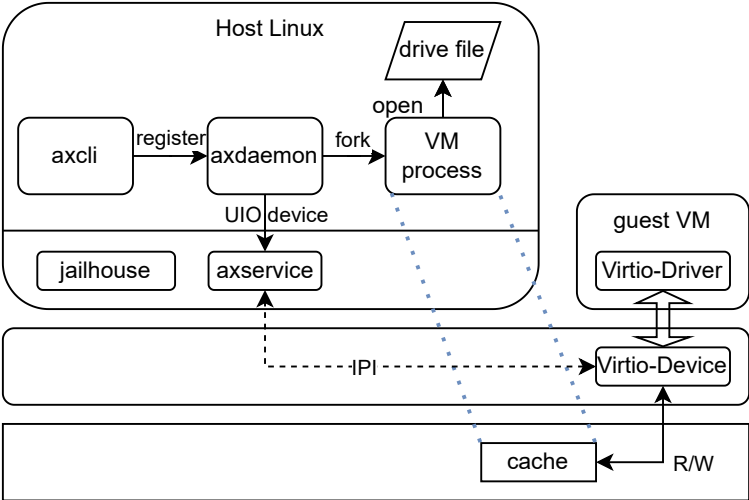 Host Linux
drive file
open
axcli
register
axdaemon
fork
VM
process
UIO device
guest VM
jailhouse
axservice
Virtio-Driver
IPI
Virtio-Device
cache
R/W